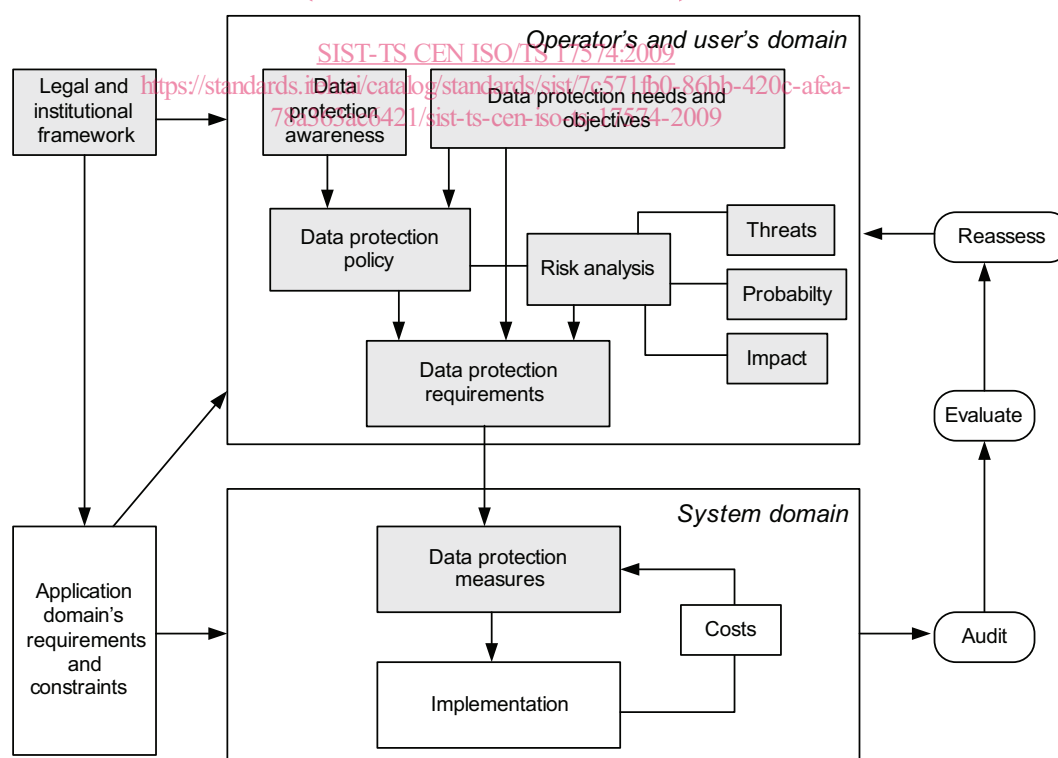 Operator's and user's domain
SIST-TS CEN ISO/TS 17574:2009
Legal and
institutional
framework
Data
protection
awareness
Data protection needs and
objectives
Data protection
policy
Risk analysis
Threats
Probabilty
Impact
Data protection
requirements
Reassess
Evaluate
Audit
System domain
Data protection
measures
Costs
Implementation
Application
domain's
requirements
and
constraints